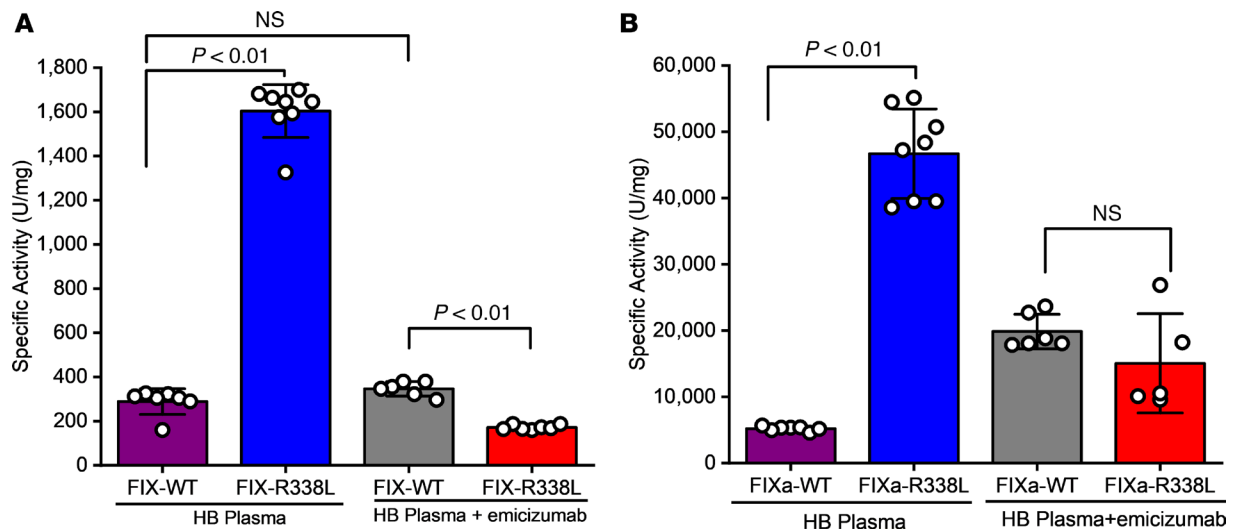 A
NS
P < 0.01
1,800
1,600
1,400
1,200
1,000
800
600
400
200
0
Specific Activity (U/mg)
P < 0.01
FIX-WT FIX-R338L FIX-WT FIX-R338L
HB Plasma HB Plasma + emicizumab
B
P < 0.01
60,000
50,000
40,000
30,000
20,000
10,000
0
Specific Activity (U/mg)
NS
FIXa-WT FIXa-R338L FIXa-WT FIXa-R338L
HB Plasma HB Plasma+emicizumab